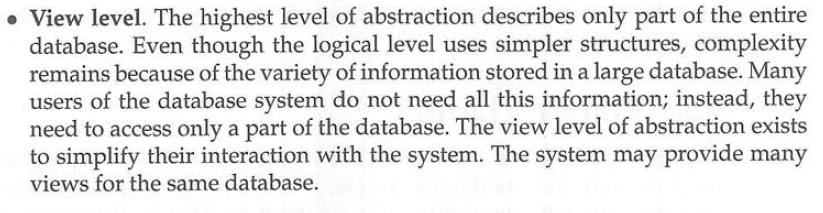 • View level. The highest level of abstraction describes only part of the entire
database. Even though the logical level uses simpler structures, complexity
remains because of the variety of information stored in a large database. Many
users of the database system do not need all this information; instead, they
need to access only a part of the database. The view level of abstraction exists
to simplify their interaction with the system. The system may provide many
views for the same database.